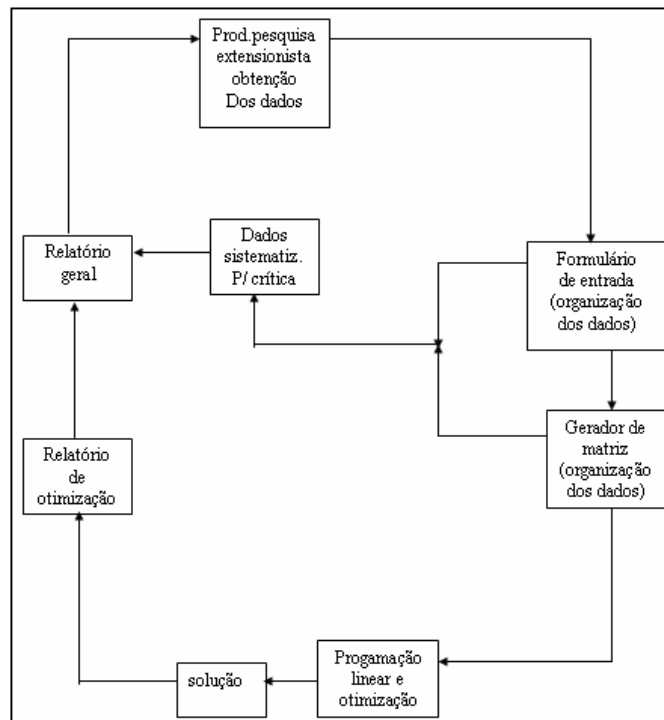 Prod.pesquisa
extensionista
obtenção
Dos dados
Dados
sistematiz.
P/ crítica
Relatório
geral
Formulário
de entrada
(organização
dos dados)
Gerador de
matriz
(organização
dos dados)
Relatório
de
otimização
Progamação
linear e
otimização
solução